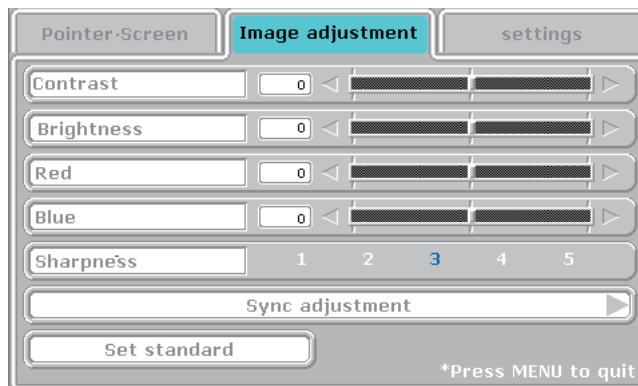 Pointer·Screen Image adjustment settings
Contrast 0
Brightness 0
Red 0
Blue 0
Sharpness 1 2 3 4 5
Sync adjustment
Set standard
*Press MENU to quit